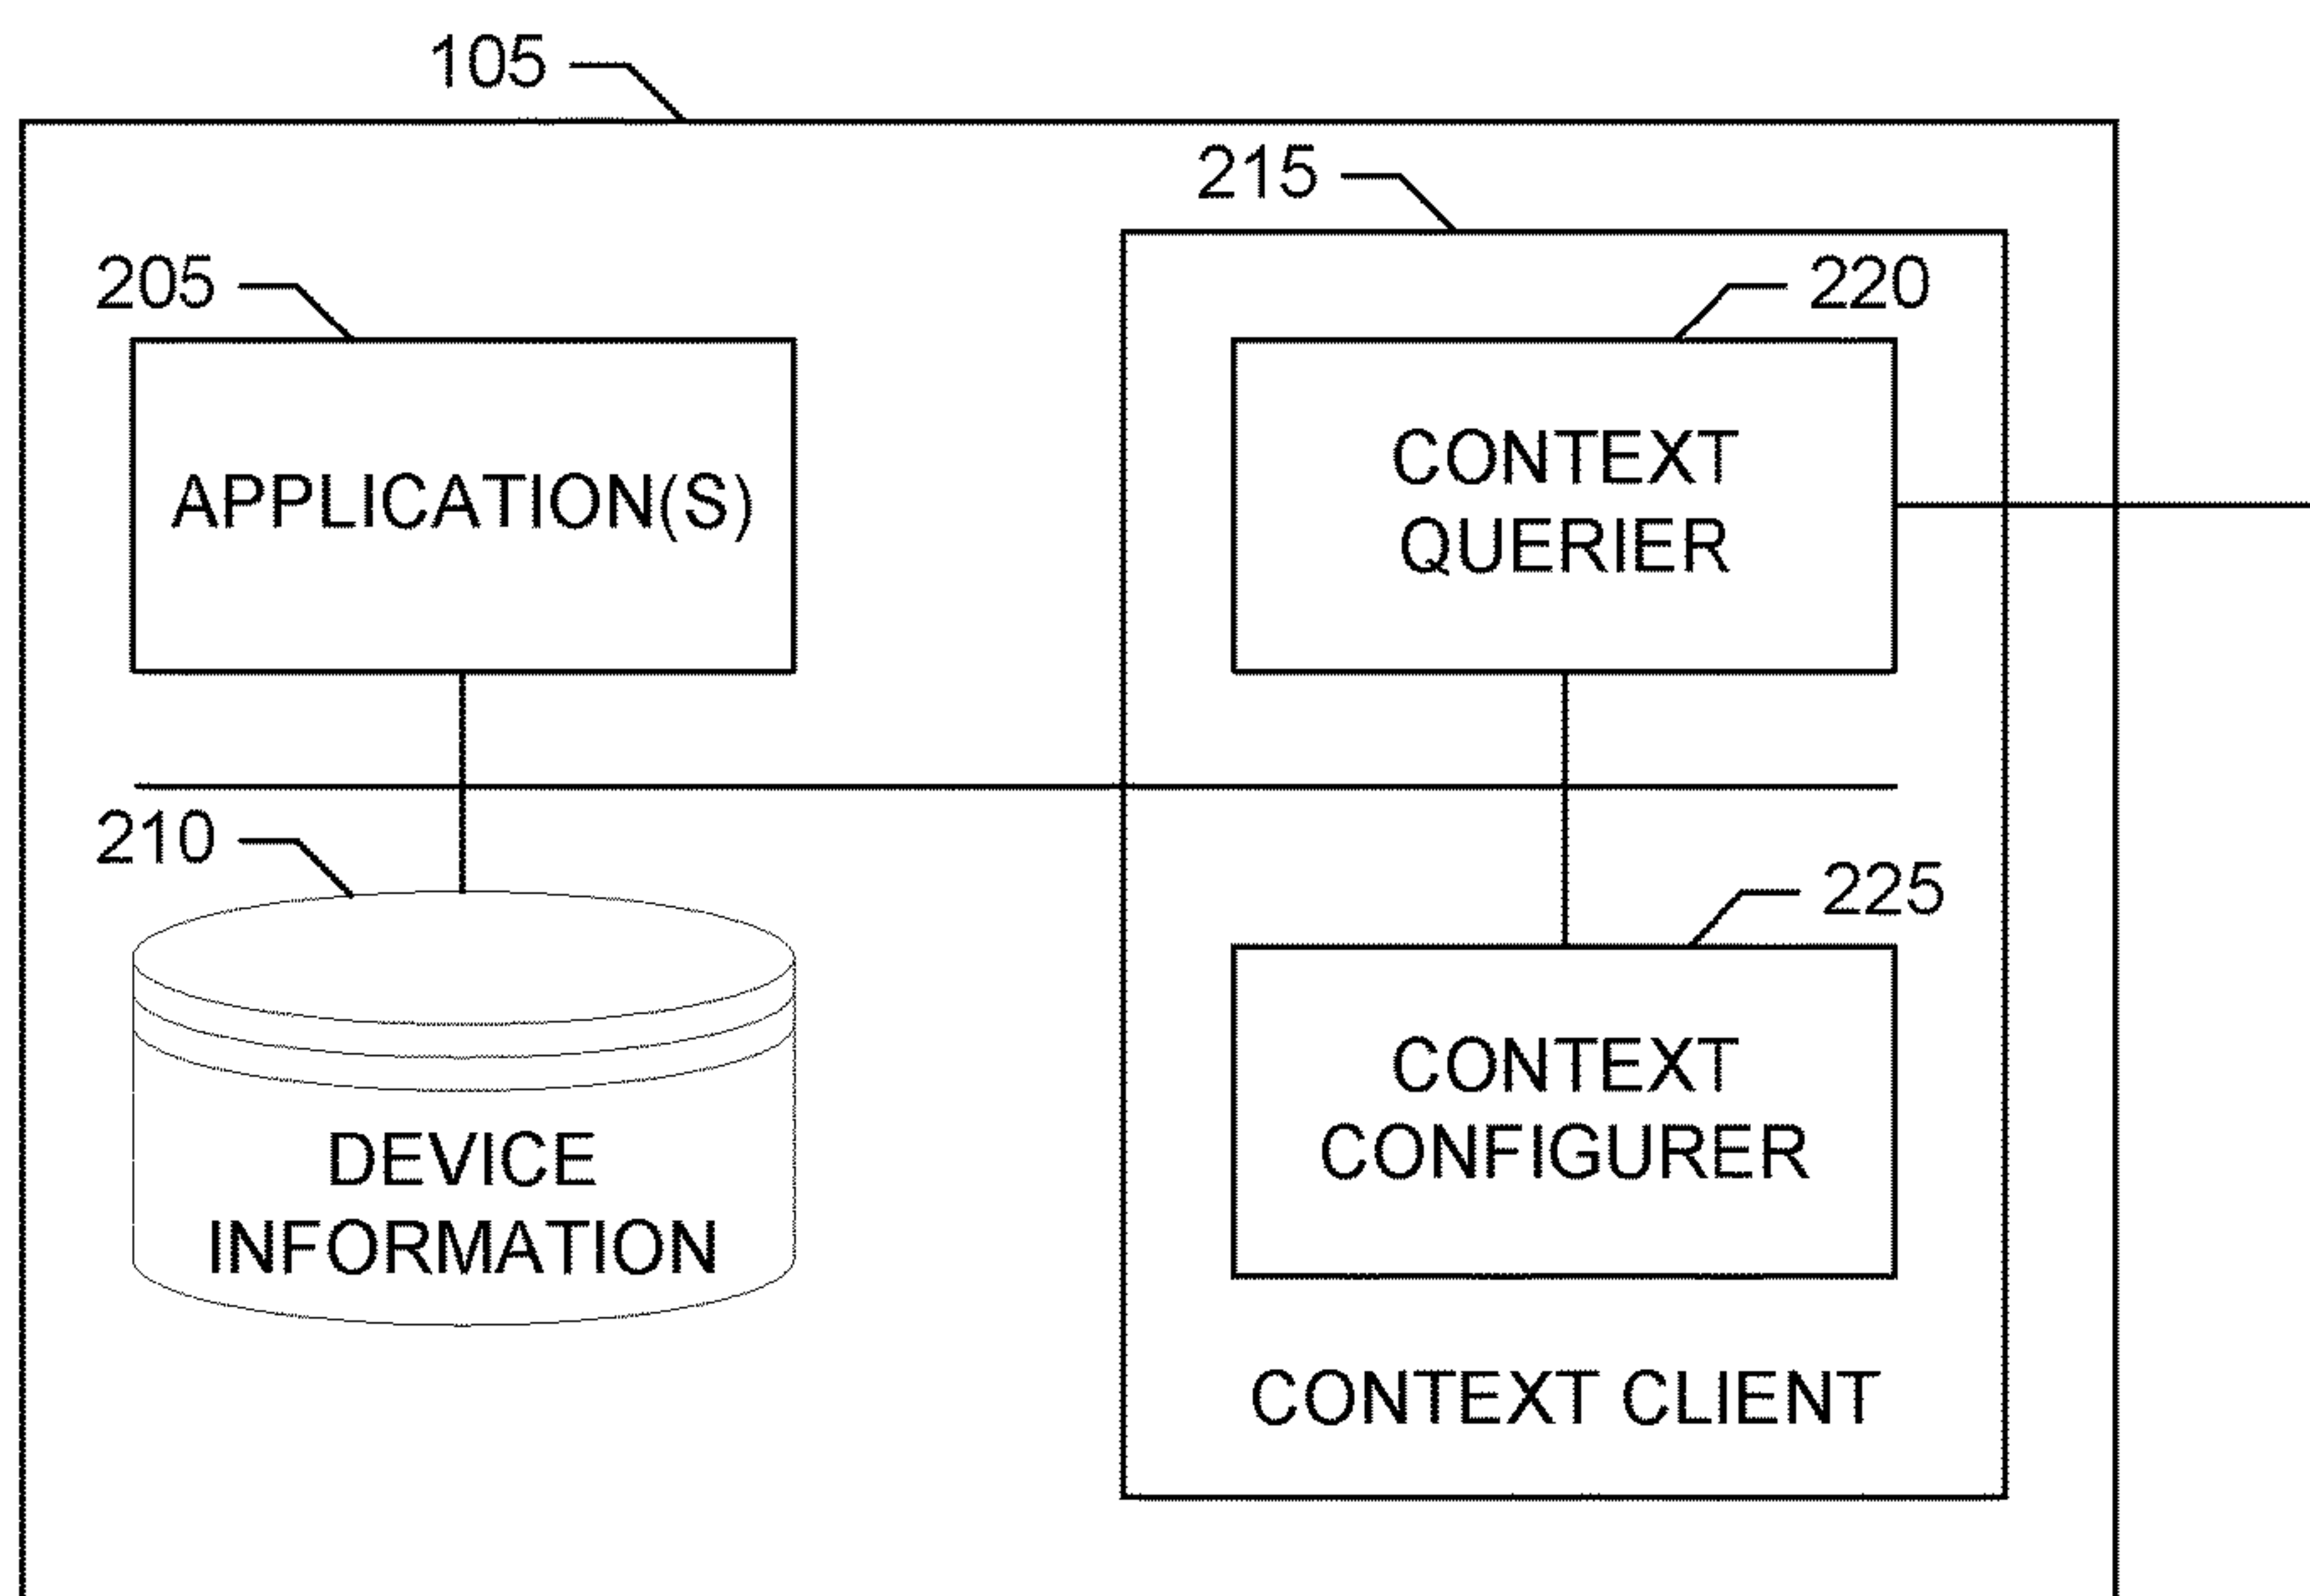 105
215
205
220
APPLICATION(S)
CONTEXT
QUERIER
210
225
DEVICE
INFORMATION
CONTEXT
CONFIGURER
CONTEXT CLIENT